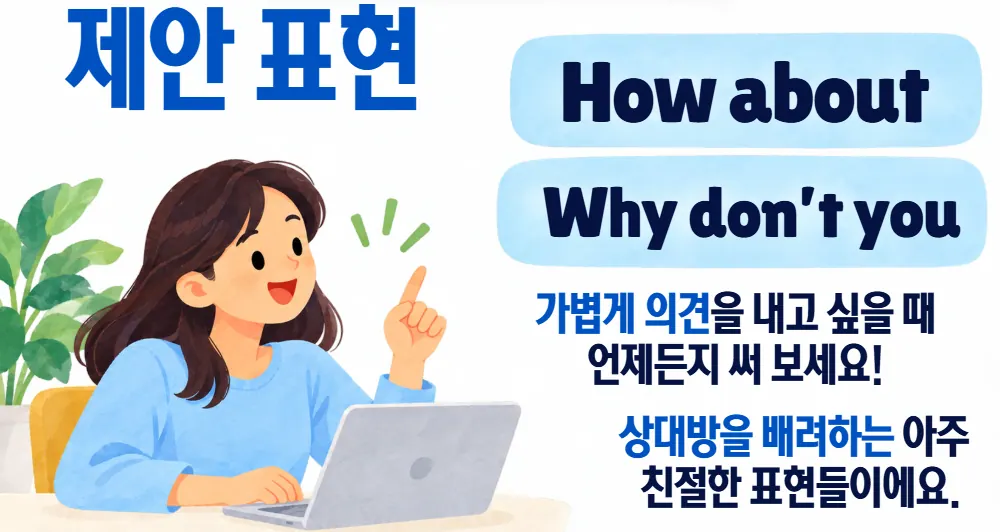 제안 표현
How about
Why don't you
가볍게 의견을 내고 싶을 때
언제든지 써 보세요!
상대방을 배려하는 아주
친절한 표현들이에요.